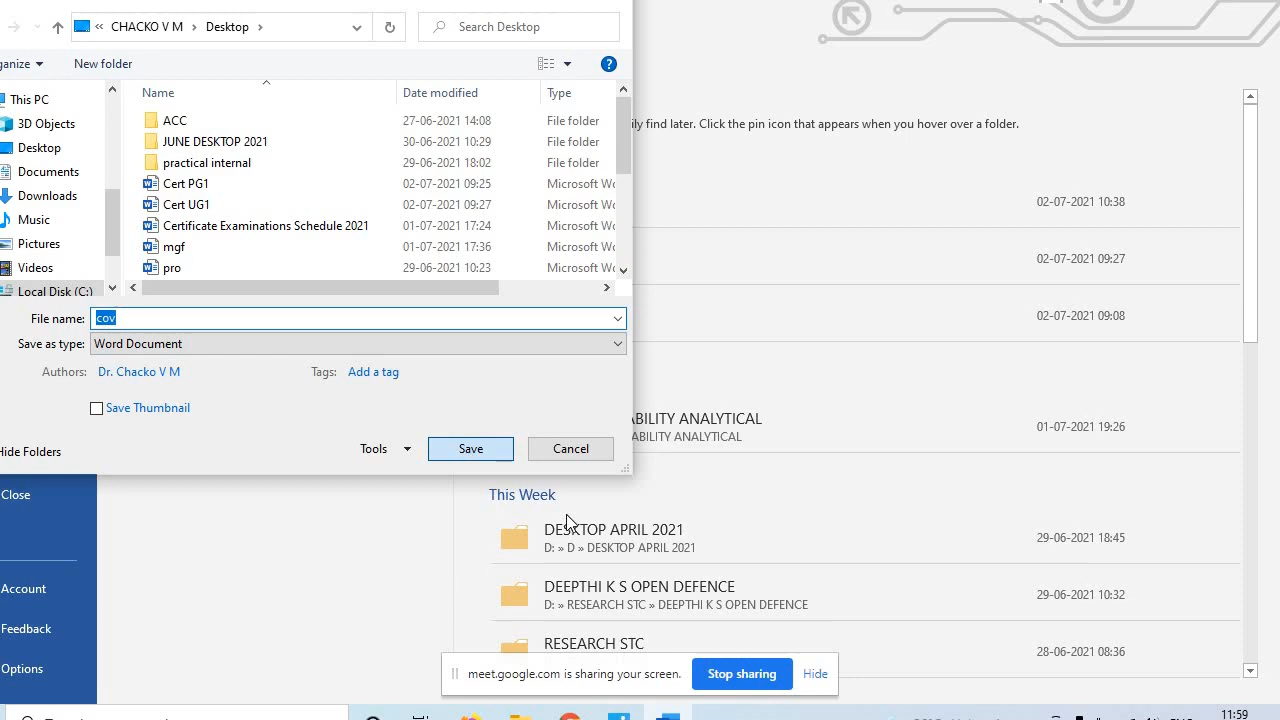 CHACKO V M > Desktop >
Search Desktop
ganize
New folder
Name
Date modified
Type
This PC
3D Objects
Desktop
Documents
Downloads
Music
Pictures
Videos
Local Disk (C:)
ACC 27-06-2021 14:08 File folder
JUNE DESKTOP 2021 30-06-2021 10:29 File folder
practical internal 29-06-2021 18:02 File folder
Cert PG1 02-07-2021 09:25 Microsoft Wo
Cert UG1 02-07-2021 09:27 Microsoft Wo
Certificate Examinations Schedule 2021 01-07-2021 17:24 Microsoft Wo
mgf 01-07-2021 17:36 Microsoft Wo
pro 29-06-2021 10:23 Microsoft Wo
File name: cov
Save as type: Word Document
Authors: Dr. Chacko V M Tags: Add a tag
Save Thumbnail
Hide Folders
Tools
Save
Cancel
ily find later. Click the pin icon that appears when you hover over a folder.
02-07-2021 10:38
02-07-2021 09:27
02-07-2021 09:08
ABILITY ANALYTICAL
ABILITY ANALYTICAL
01-07-2021 19:26
Close
Account
Feedback
Options
This Week
DESKTOP APRIL 2021
D: » D » DESKTOP APRIL 2021
29-06-2021 18:45
DEEPTHI K S OPEN DEFENCE
D: » RESEARCH STC » DEEPTHI K S OPEN DEFENCE
29-06-2021 10:32
RESEARCH STC
28-06-2021 08:36
meet.google.com is sharing your screen.
Stop sharing
Hide
11:59